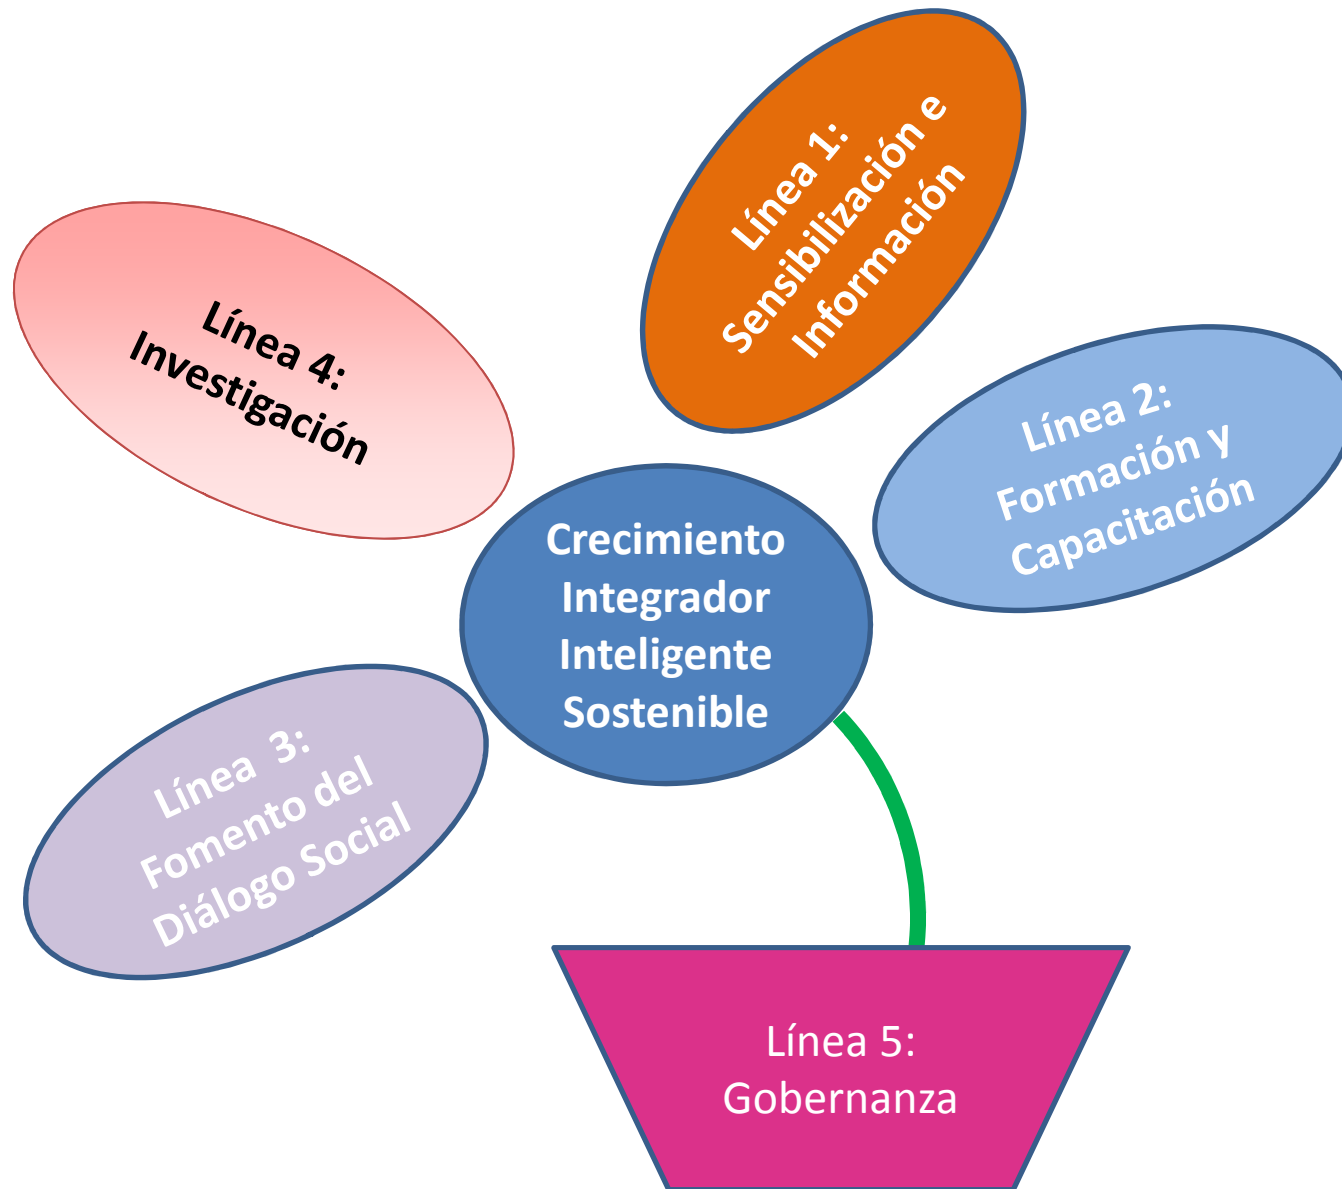 Línea 1:
Sensibilización e
Información
Línea 4:
Investigación
Línea 2:
Formación y
Capacitación
Crecimiento
Integrador
Inteligente
Sostenible
Línea  3:
Fomento del
Diálogo Social
Línea 5:
Gobernanza